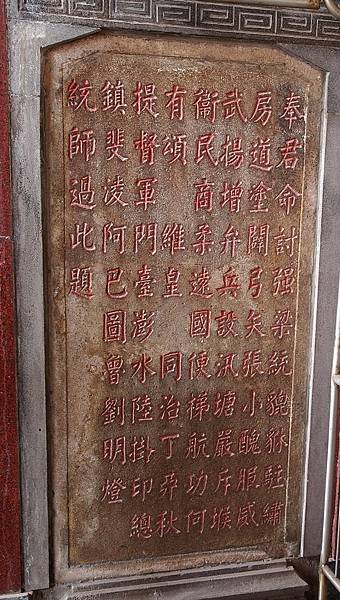 奉君命討强梁統貔貅駐繡
房道塗闢弓矢張小醜服威
武揚增弁兵設汛塘嚴斥堠
衞民商柔遠國便梯航功何
有頌　維皇　同治丁丣秋
提督軍門臺澎水陸掛印總
鎮斐凌阿巴圖魯劉明燈
統師過此題